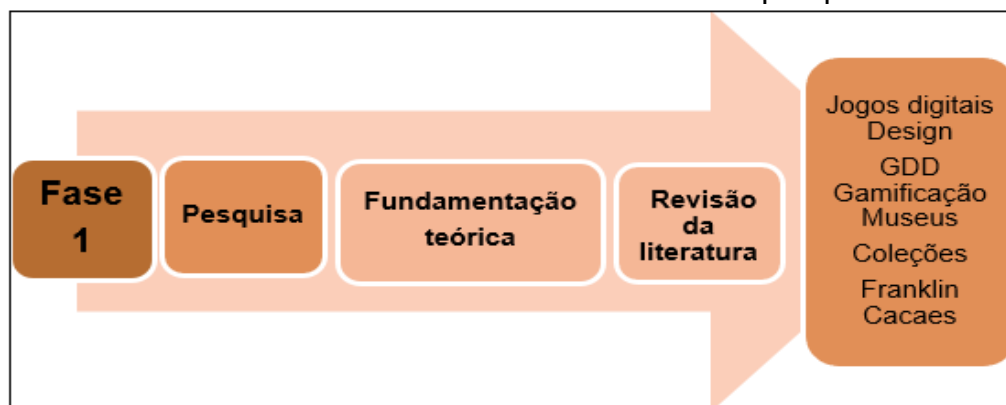 Fase
1
Pesquisa
Fundamentação
teórica
Revisão
da
literatura
Jogos digitais
Design
GDD
Gamificação
Museus
Coleções
Franklin
Cacaes